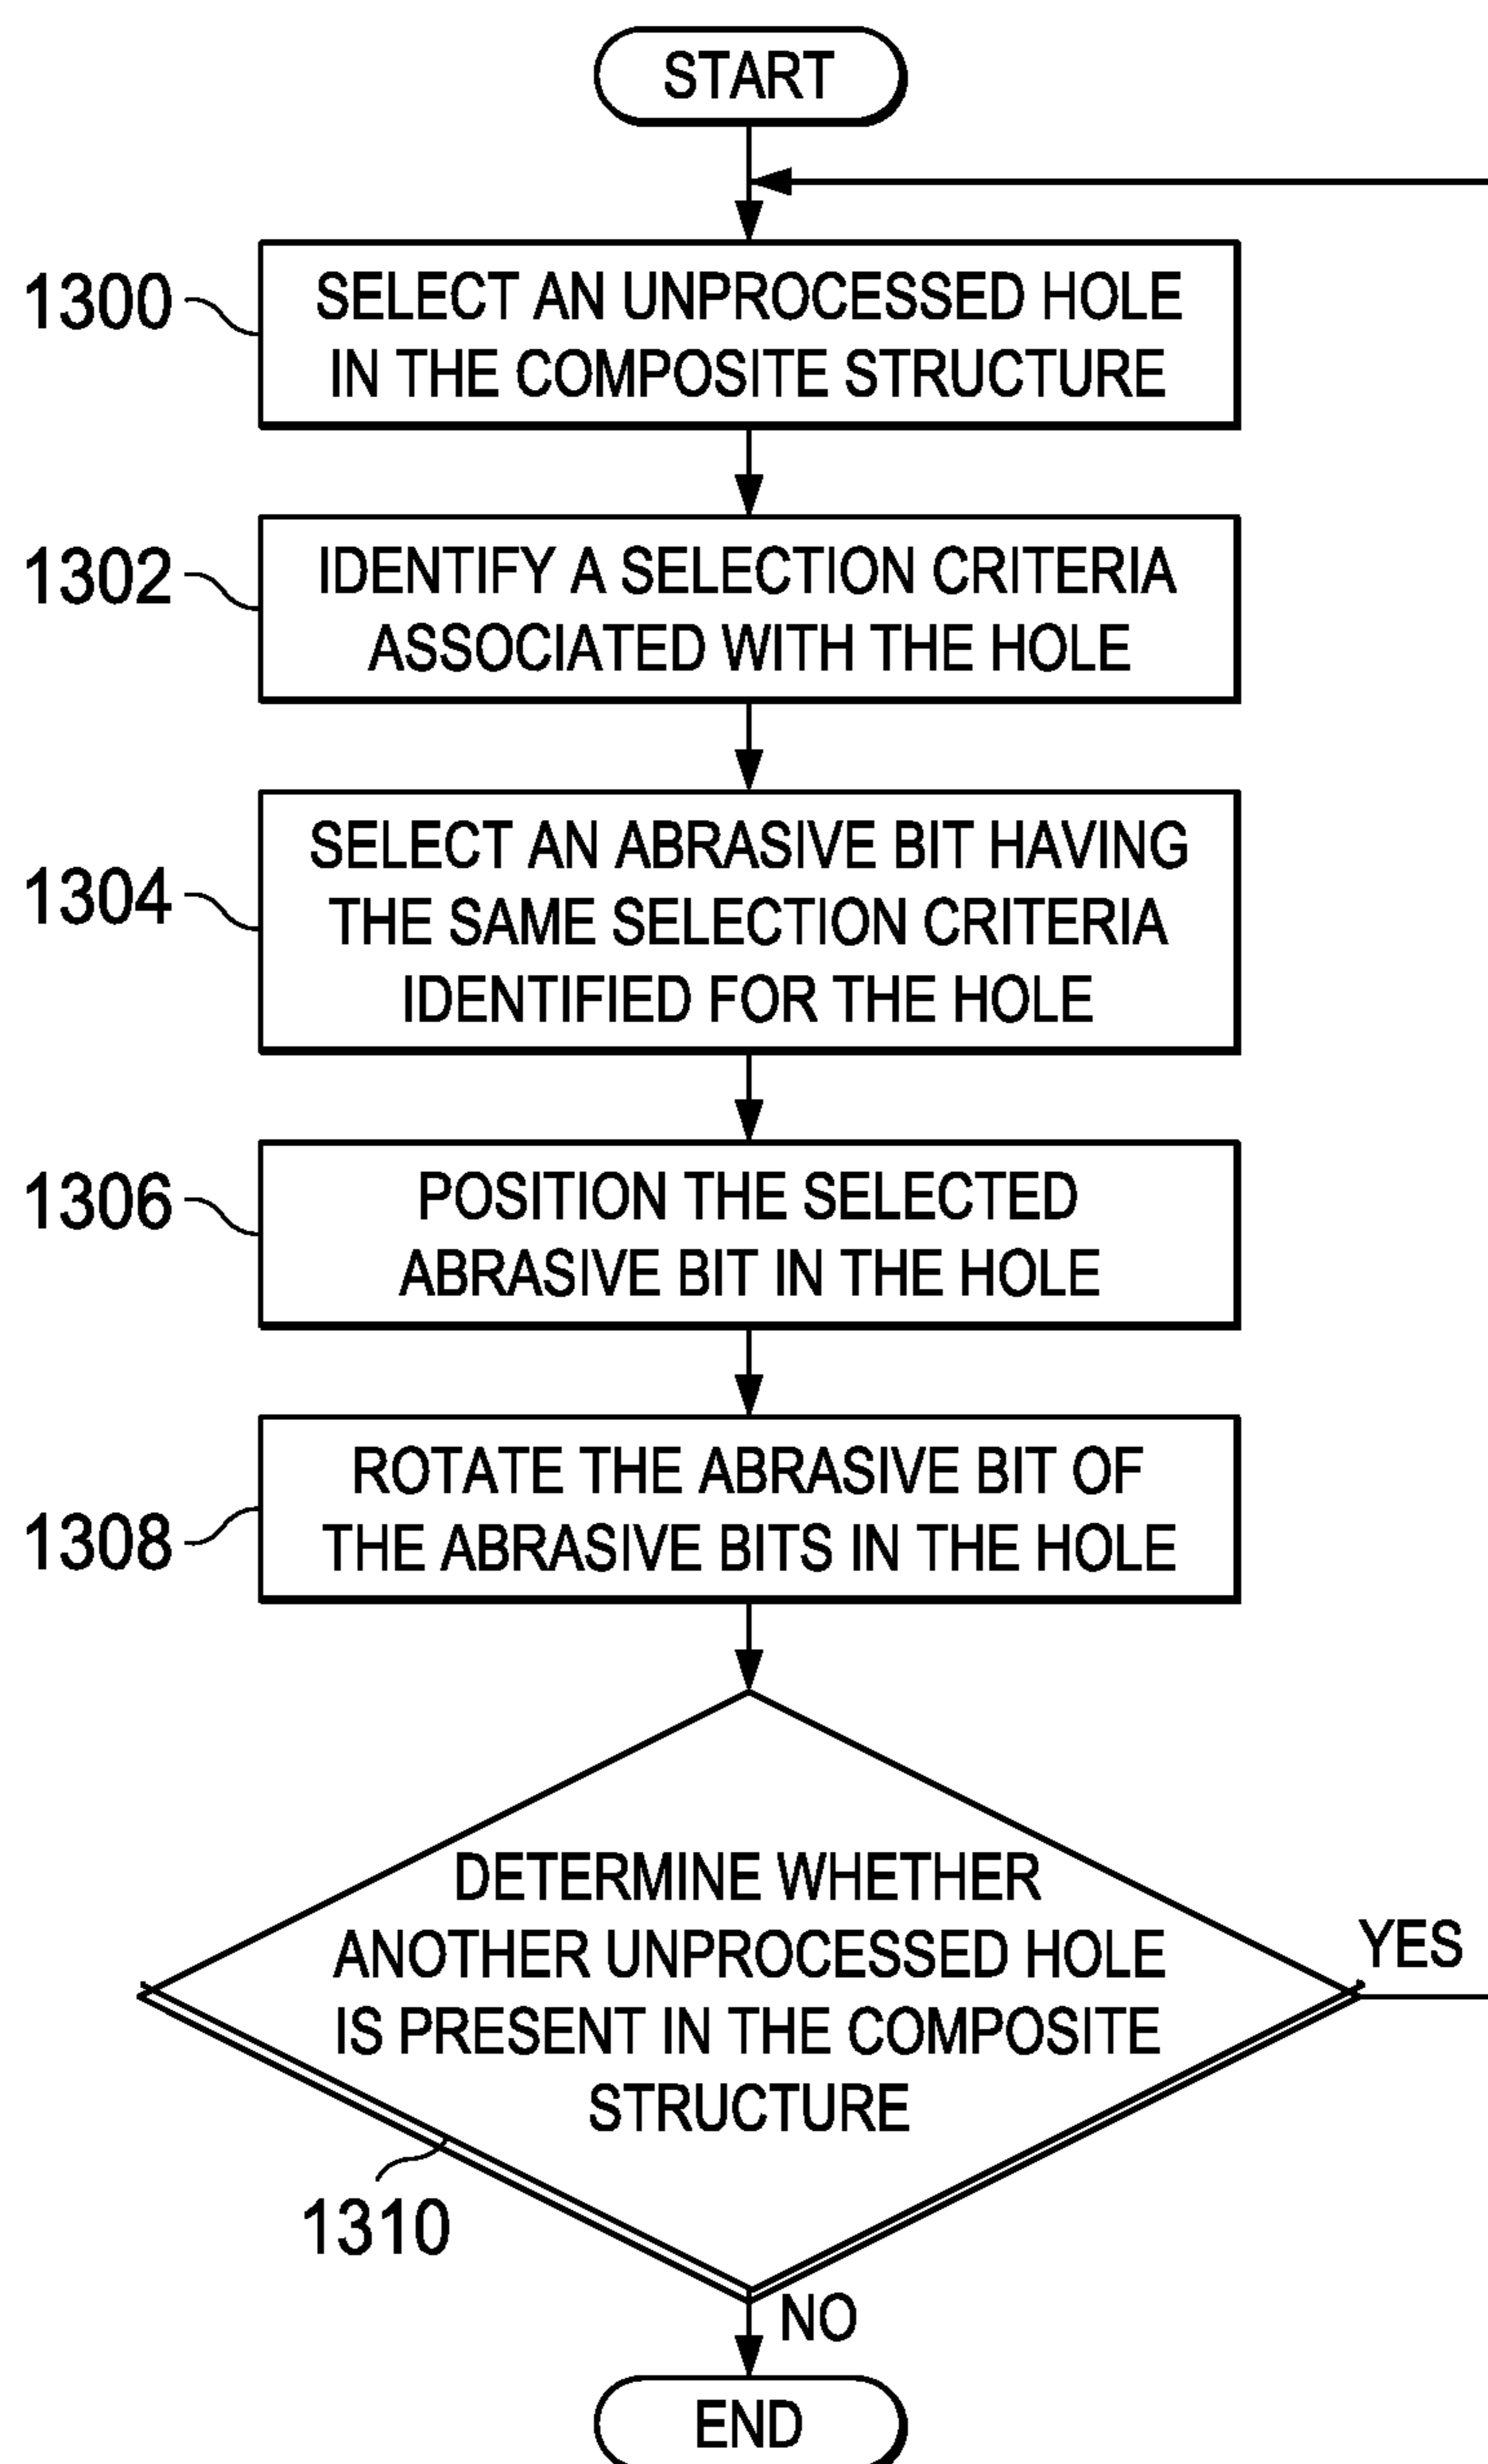 START
1300
SELECT AN UNPROCESSED HOLE
IN THE COMPOSITE STRUCTURE
1302
IDENTIFY A SELECTION CRITERIA
ASSOCIATED WITH THE HOLE
1304
SELECT AN ABRASIVE BIT HAVING
THE SAME SELECTION CRITERIA
IDENTIFIED FOR THE HOLE
1306
POSITION THE SELECTED
ABRASIVE BIT IN THE HOLE
1308
ROTATE THE ABRASIVE BIT OF
THE ABRASIVE BITS IN THE HOLE
DETERMINE WHETHER
ANOTHER UNPROCESSED HOLE
IS PRESENT IN THE COMPOSITE
STRUCTURE
YES
1310
NO
END